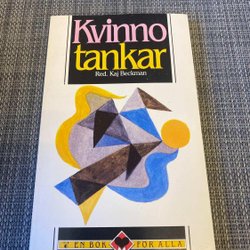 Kvinno
tankar
Red. Kaj Beckman
EN BOK FÖR ALLA